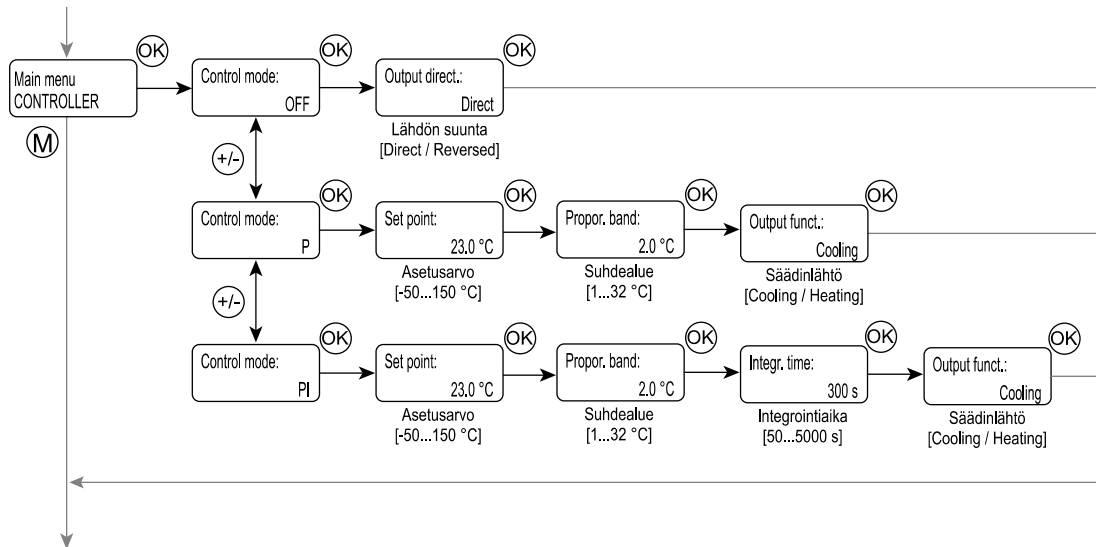 OK
OK
OK
Main menu
CONTROLLER
Control mode:
OFF
Output direct.:
Direct
M
Lähdön suunta
[Direct / Reversed]
+/-
OK
OK
OK
OK
Control mode:
P
Set point:
23.0 °C
Propor. band:
2.0 °C
Output funct.:
Cooling
Asetusarvo
[-50...150 °C]
Suhdealue
[1...32 °C]
Säädinlähtö
[Cooling / Heating]
+/-
OK
OK
OK
OK
OK
Control mode:
PI
Set point:
23.0 °C
Propor. band:
2.0 °C
Integr. time:
300 s
Output funct.:
Cooling
Asetusarvo
[-50...150 °C]
Suhdealue
[1...32 °C]
Integrointiaika
[50...5000 s]
Säädinlähtö
[Cooling / Heating]